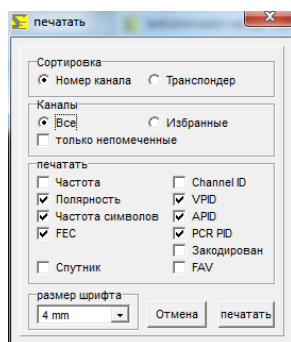 печатать
Сортировка
Номер канала Транспондер
Каналы
Все Избранные
только непомеченные
печатать
Частота Channel ID
Полярность VPID
Частота символов APID
FEC PCR PID
Закодирован
Спутник FAV
размер шрифта
4 mm Отмена печатать